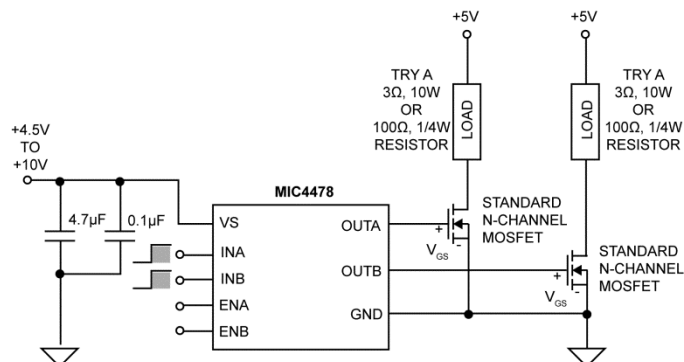 +5V
+5V
TRY A
3Ω, 10W
OR
100Ω, 1/4W
RESISTOR
LOAD
TRY A
3Ω, 10W
OR
100Ω, 1/4W
RESISTOR
LOAD
+4.5V
TO
+10V
MIC4478
4.7µF
0.1µF
VS
INA
INB
ENA
ENB
OUTA
OUTB
GND
+
-
VGS
STANDARD
N-CHANNEL
MOSFET
+
-
VGS
STANDARD
N-CHANNEL
MOSFET